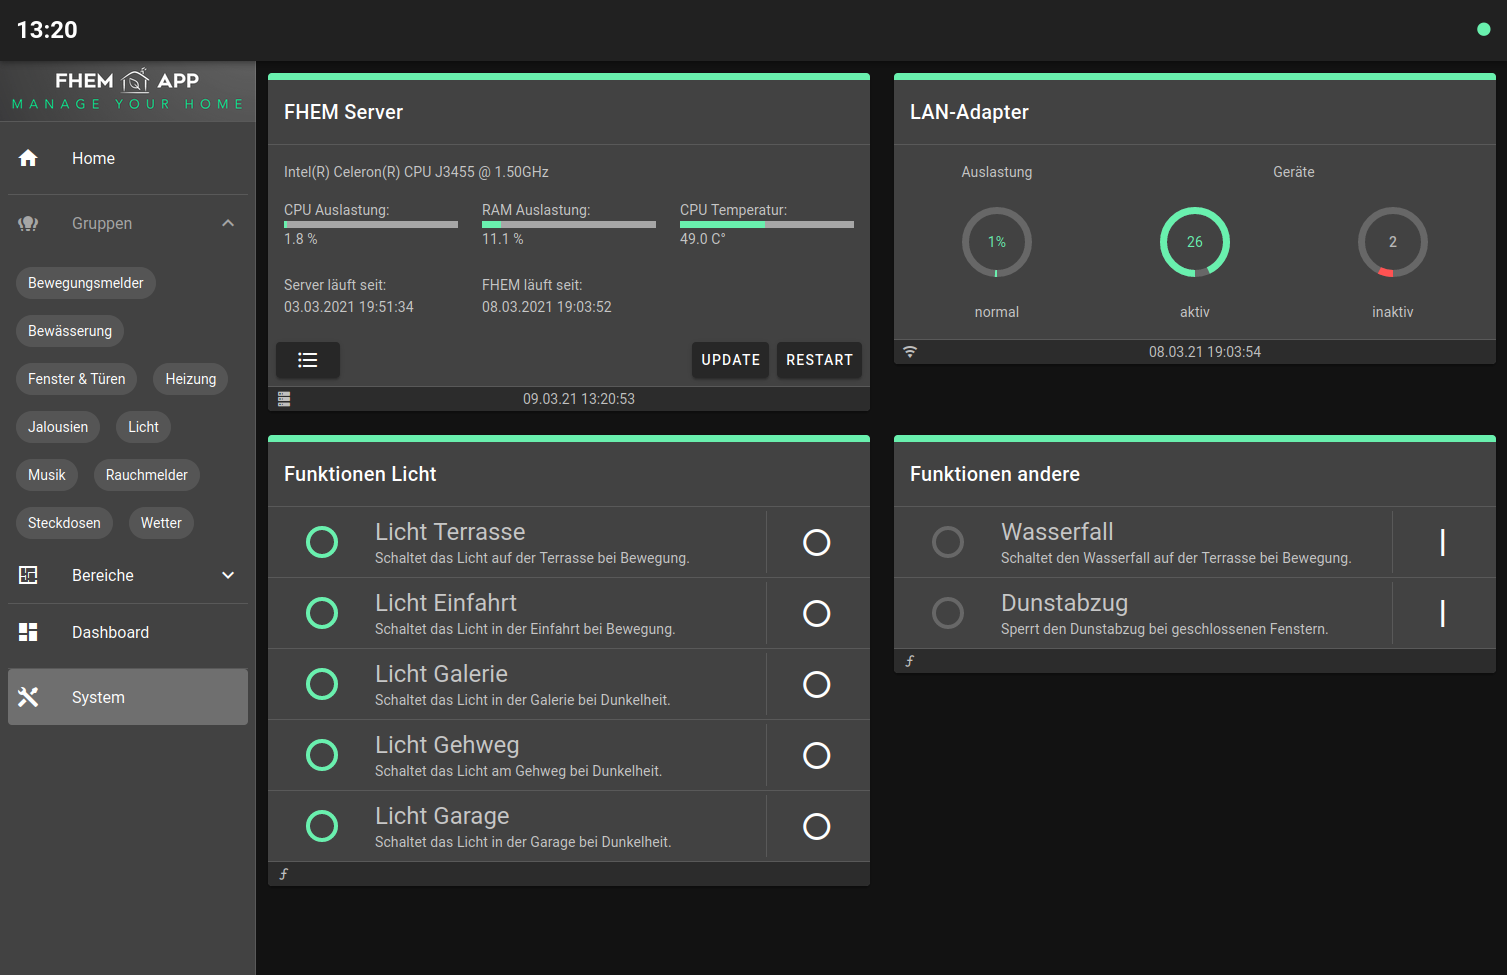 13:20
FHEM APP
MANAGE YOUR HOME
Home
Gruppen
Bewegungsmelder
Bewässerung
Fenster & Türen Heizung
Jalousien Licht
Musik Rauchmelder
Steckdosen Wetter
Bereiche
Dashboard
System
FHEM Server
Intel(R) Celeron(R) CPU J3455 @ 1.50GHz
CPU Auslastung: RAM Auslastung: CPU Temperatur:
1.8 % 11.1 % 49.0 C°
Server läuft seit: FHEM läuft seit:
03.03.2021 19:51:34 08.03.2021 19:03:52
UPDATE RESTART
09.03.21 13:20:53
LAN-Adapter
Auslastung Geräte
1% 26 2
normal aktiv inaktiv
08.03.21 19:03:54
Funktionen Licht
Licht Terrasse
Schaltet das Licht auf der Terrasse bei Bewegung.
Licht Einfahrt
Schaltet das Licht in der Einfahrt bei Bewegung.
Licht Galerie
Schaltet das Licht in der Galerie bei Dunkelheit.
Licht Gehweg
Schaltet das Licht am Gehweg bei Dunkelheit.
Licht Garage
Schaltet das Licht in der Garage bei Dunkelheit.
Funktionen andere
Wasserfall
Schaltet den Wasserfall auf der Terrasse bei Bewegung.
Dunstabzug
Sperrt den Dunstabzug bei geschlossenen Fenstern.